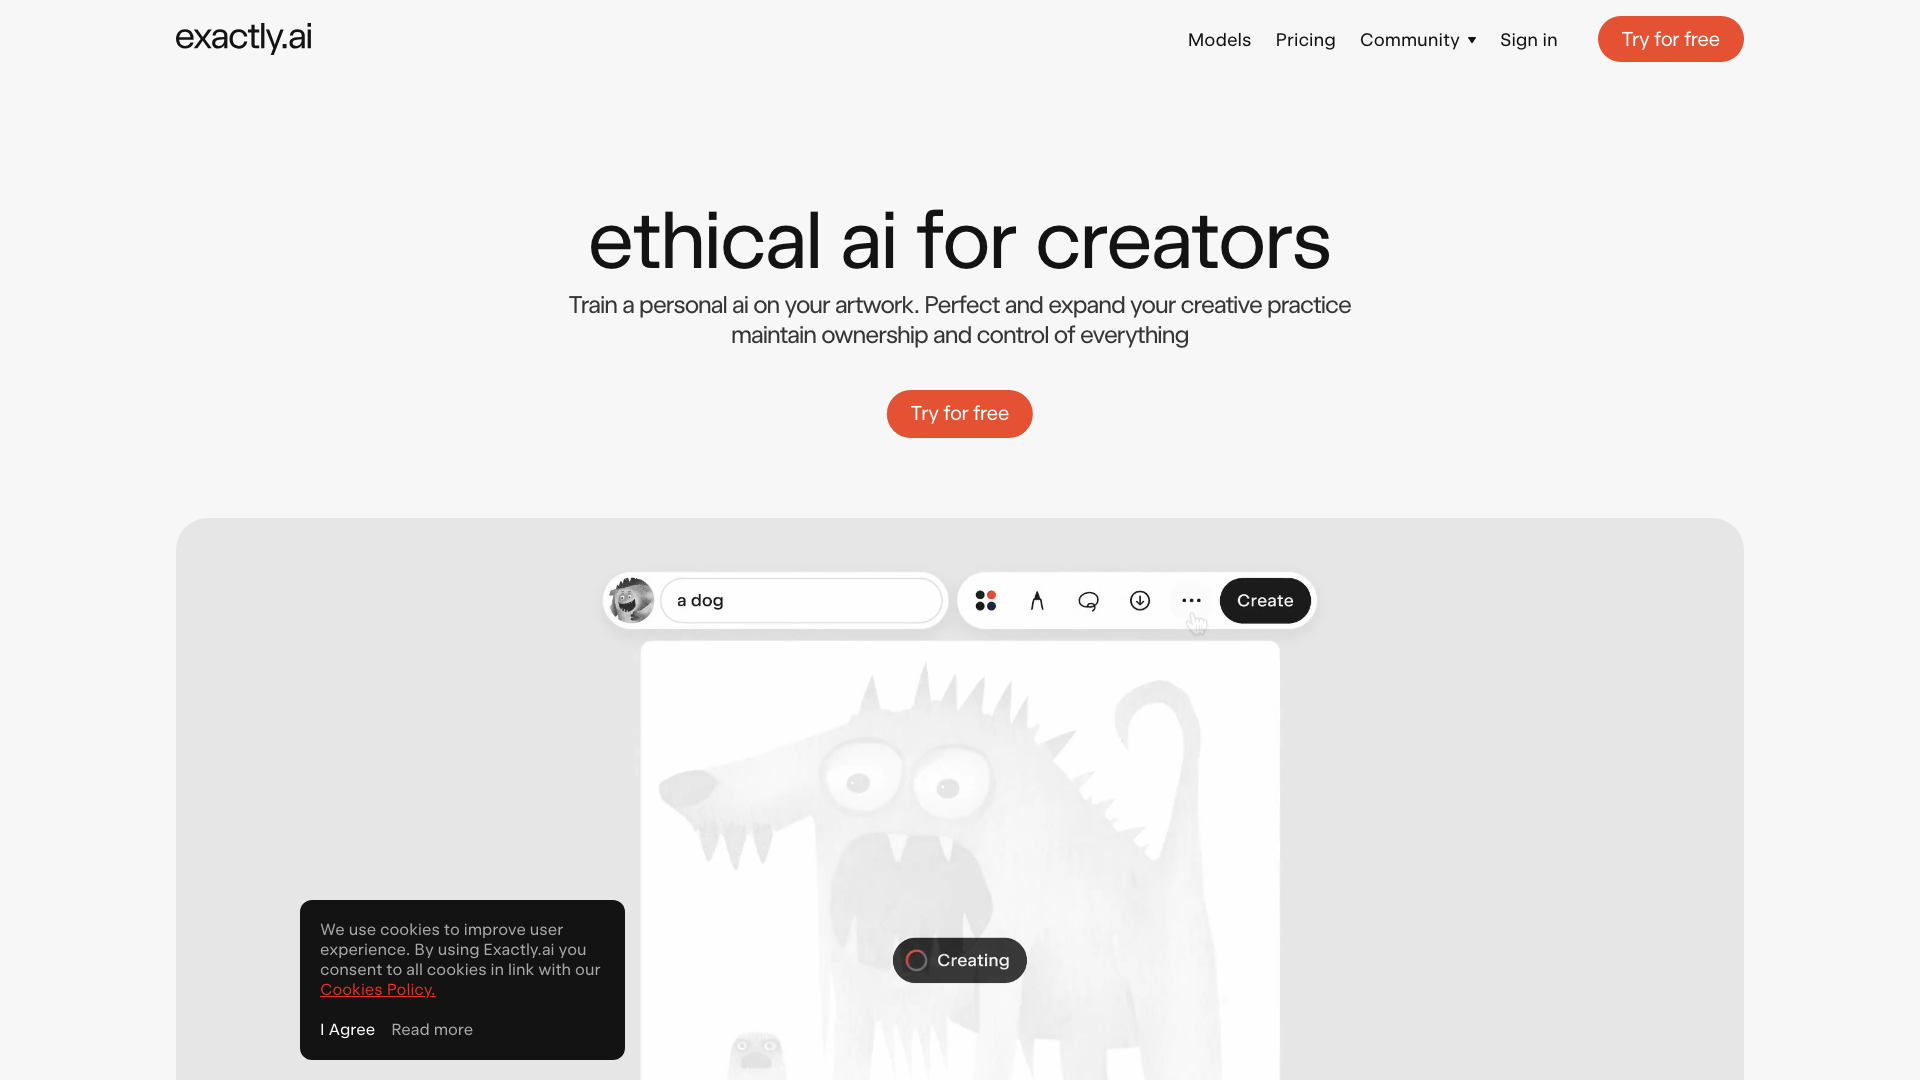 exactly.ai
Models
Pricing
Community
Sign in
Try for free
ethical ai for creators
Train a personal ai on your artwork. Perfect and expand your creative practice
maintain ownership and control of everything
Try for free
a dog
Create
Creating
We use cookies to improve user
experience. By using Exactly.ai you
consent to all cookies in link with our
Cookies Policy.
I Agree
Read more